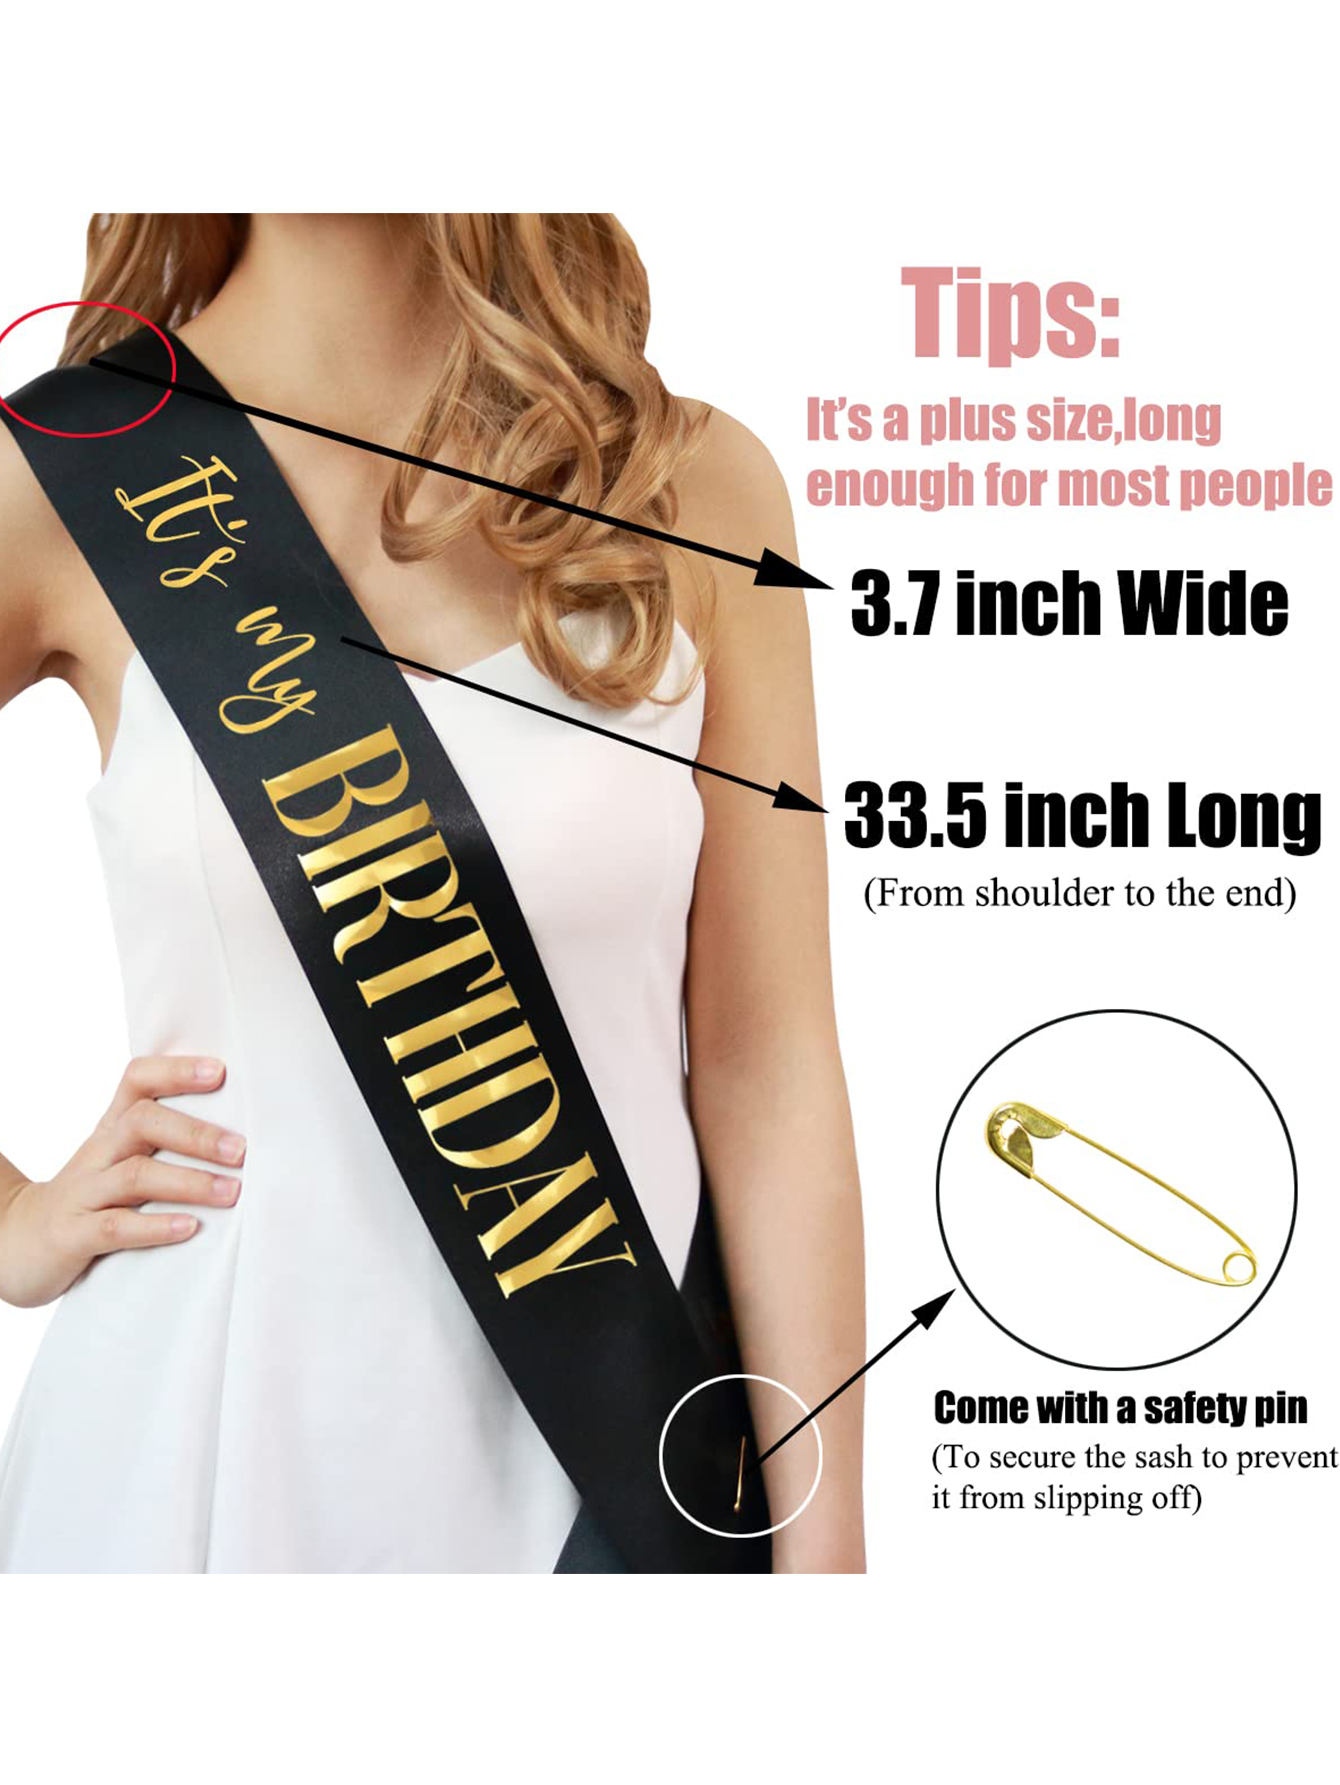 Tips:
It's a plus size,long
enough for most people
3.7 inch Wide
33.5 inch Long
(From shoulder to the end)
Come with a safety pin
(To secure the sash to prevent
it from slipping off)
It's my BIRTHDAY